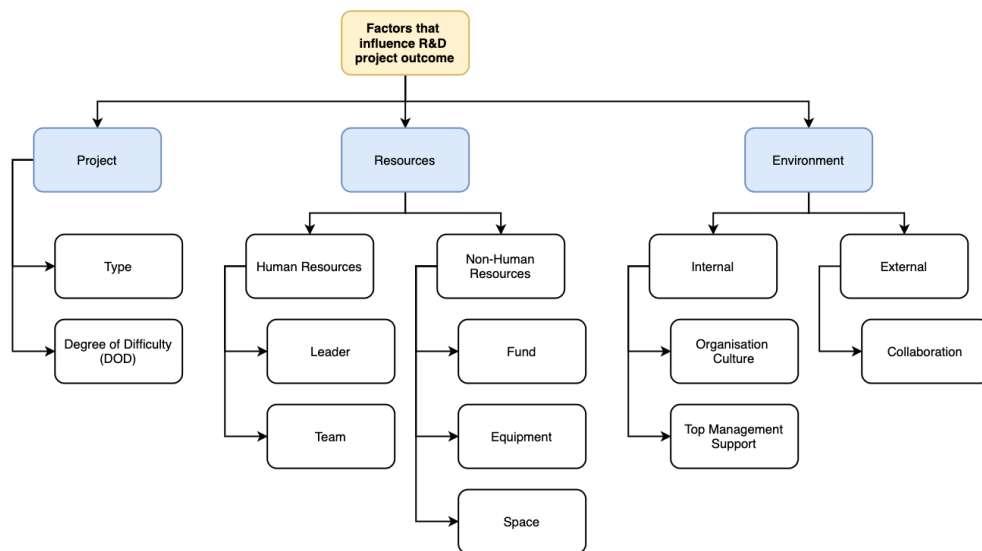 Factors that
influence R&D
project outcome
Project
Resources
Environment
Type
Human Resources
Non-Human
Resources
Internal
External
Degree of Difficulty
(DOD)
Leader
Fund
Organisation
Culture
Collaboration
Team
Equipment
Top Management
Support
Space